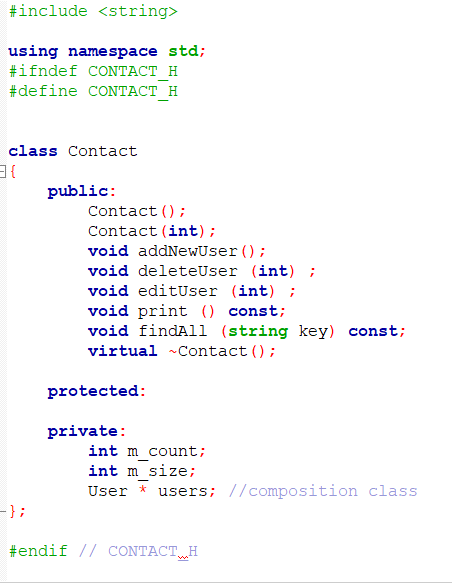 #include <string>
using namespace std;
#ifndef CONTACT_H
#define CONTACT_H
class Contact
{
public:
Contact();
Contact(int);
void addNewUser();
void deleteUser (int) ;
void editUser (int) ;
void print () const;
void findAll (string key) const;
virtual ~Contact();
protected:
private:
int m_count;
int m_size;
User * users; //composition class
};
#endif // CONTACT_H